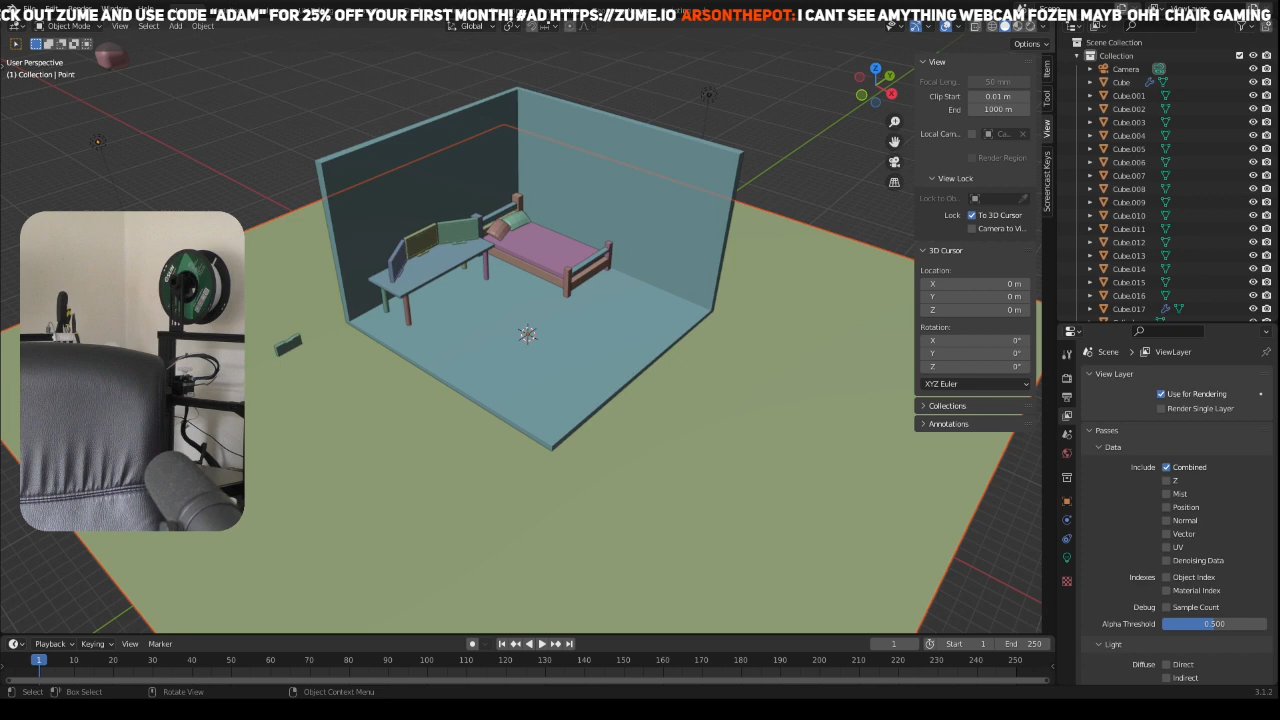 CK OUT ZUME AND USE CODE "ADAM" FOR 25% OFF YOUR FIRST MONTH! #AD HTTPS://ZUME.IO ARSONTHEPOT: I CANT SEE ANYTHING WEBCAM FOZEN MAYB OHH CHAIR GAMING
Object Mode View Select Add Object Global
Options
User Perspective
(1) Collection | Point
View
Focal Leng... 50 mm
Clip Start 0.01 m
End 1000 m
Local Cam... Ca...
Render Region
View Lock
Lock to Ob...
Lock To 3D Cursor
Camera to Vi...
3D Cursor
Location:
X 0 m
Y 0 m
Z 0 m
Rotation:
X 0°
Y 0°
Z 0°
XYZ Euler
Collections
Annotations
Item
Tool
View
Screencast Keys
Z
Y
X
Scene Collection
Collection
Camera
Cube
Cube.001
Cube.002
Cube.003
Cube.004
Cube.005
Cube.006
Cube.007
Cube.008
Cube.009
Cube.010
Cube.011
Cube.012
Cube.013
Cube.014
Cube.015
Cube.016
Cube.017
Scene ViewLayer
View Layer
Use for Rendering
Render Single Layer
Passes
Data
Include Combined
Z
Mist
Position
Normal
Vector
UV
Denoising Data
Indexes Object Index
Material Index
Debug Sample Count
Alpha Threshold 0.500
Light
Diffuse Direct
Indirect
Playback Keying View Marker 1 Start 1 End 250
1 10 20 30 40 50 60 70 80 90 100 110 120 130 140 150 160 170 180 190 200 210 220 230 240 250
Select Box Select Rotate View Object Context Menu 3.1.2